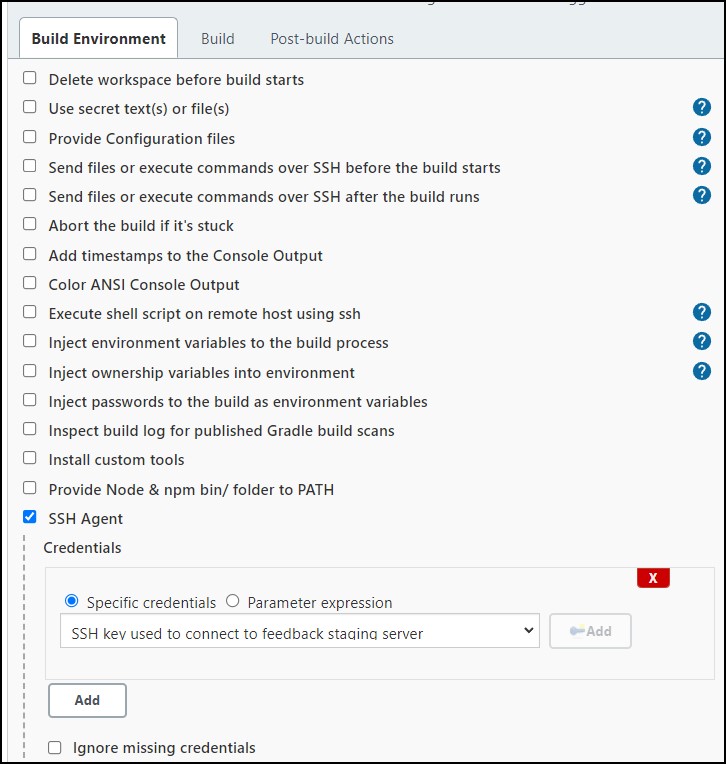 Build Environment Build Post-build Actions
Delete workspace before build starts
Use secret text(s) or file(s) ?
Provide Configuration files ?
Send files or execute commands over SSH before the build starts ?
Send files or execute commands over SSH after the build runs ?
Abort the build if it's stuck
Add timestamps to the Console Output
Color ANSI Console Output
Execute shell script on remote host using ssh ?
Inject environment variables to the build process ?
Inject ownership variables into environment ?
Inject passwords to the build as environment variables
Inspect build log for published Gradle build scans
Install custom tools
Provide Node & npm bin/ folder to PATH
SSH Agent
Credentials
X
Specific credentials Parameter expression
SSH key used to connect to feedback staging server Add
Add
Ignore missing credentials